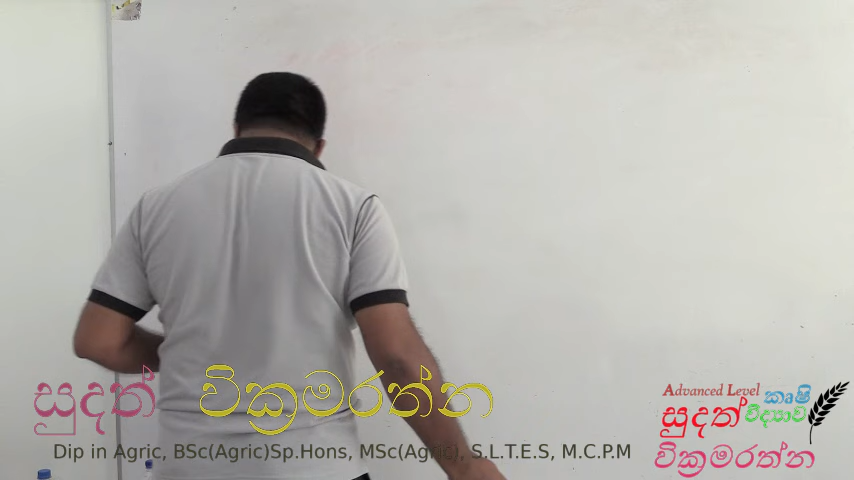 සුදත් වික්‍රමරත්න
Dip in Agric, BSc(Agric)Sp.Hons, MSc(Agric), S.L.T.E.S, M.C.P.M
Advanced Level කෘෂි
සුදත් විද්‍යාව
වික්‍රමරත්න